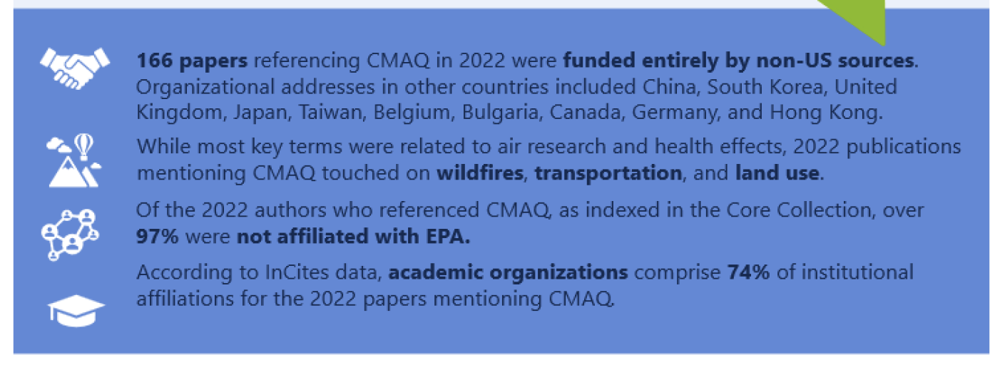 166 papers referencing CMAQ in 2022 were funded entirely by non-US sources.
Organizational addresses in other countries included China, South Korea, United
Kingdom, Japan, Taiwan, Belgium, Bulgaria, Canada, Germany, and Hong Kong.
While most key terms were related to air research and health effects, 2022 publications
mentioning CMAQ touched on wildfires, transportation, and land use.
Of the 2022 authors who referenced CMAQ, as indexed in the Core Collection, over
97% were not affiliated with EPA.
According to InCites data, academic organizations comprise 74% of institutional
affiliations for the 2022 papers mentioning CMAQ.